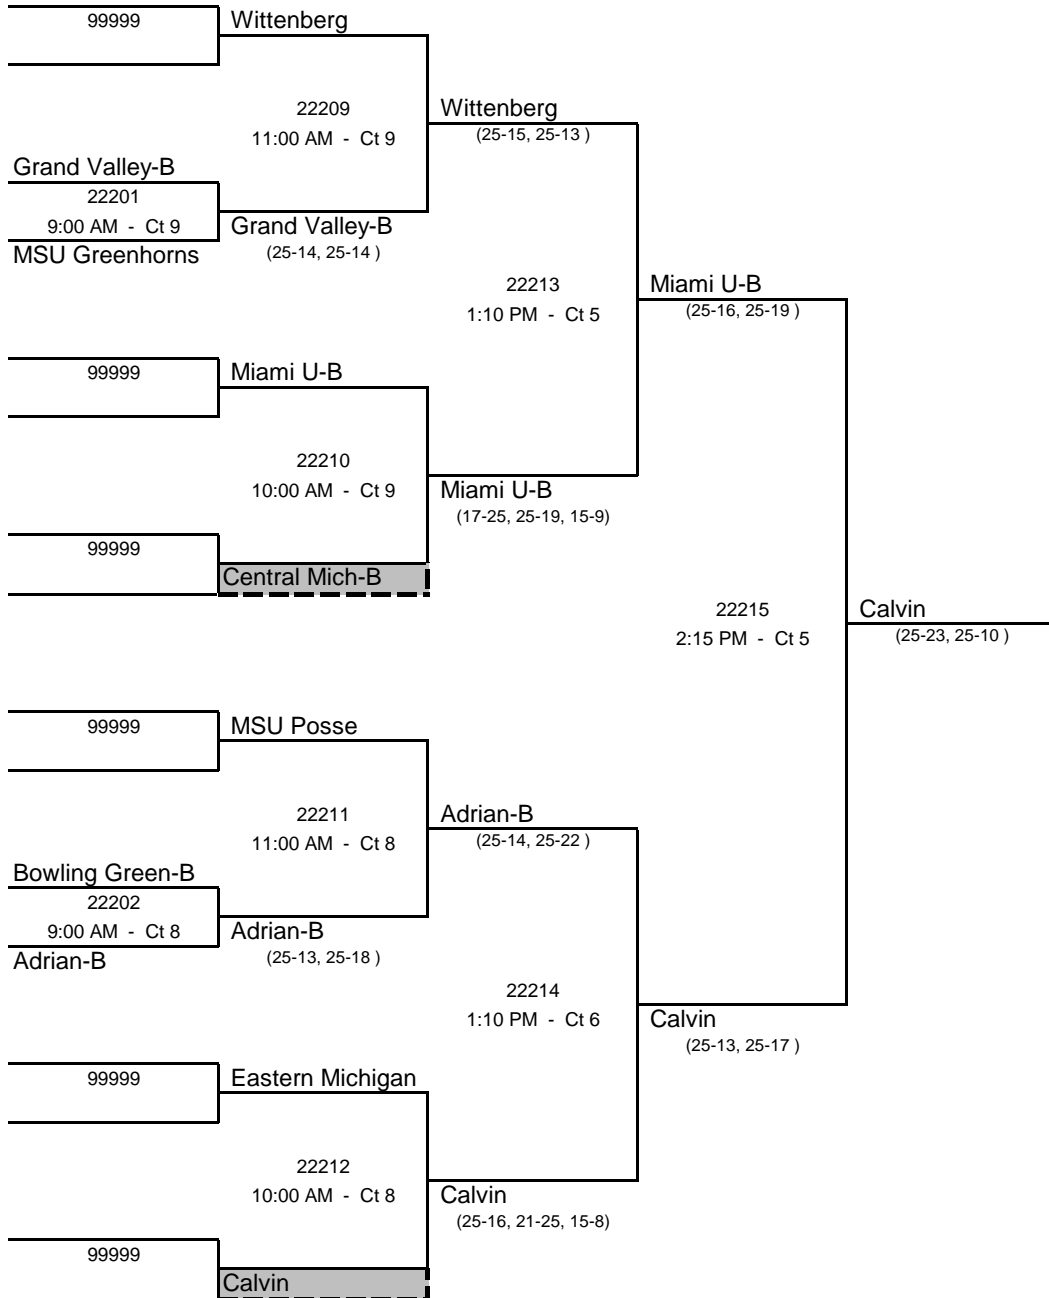 99999
Wittenberg
22209
11:00 AM - Ct 9
Wittenberg
(25-15, 25-13 )
Grand Valley-B
22201
9:00 AM - Ct 9
MSU Greenhorns
Grand Valley-B
(25-14, 25-14 )
22213
1:10 PM - Ct 5
Miami U-B
(25-16, 25-19 )
99999
Miami U-B
22210
10:00 AM - Ct 9
Miami U-B
(17-25, 25-19, 15-9)
99999
Central Mich-B
22215
2:15 PM - Ct 5
Calvin
(25-23, 25-10 )
99999
MSU Posse
22211
11:00 AM - Ct 8
Adrian-B
(25-14, 25-22 )
Bowling Green-B
22202
9:00 AM - Ct 8
Adrian-B
Adrian-B
(25-13, 25-18 )
22214
1:10 PM - Ct 6
Calvin
(25-13, 25-17 )
99999
Eastern Michigan
22212
10:00 AM - Ct 8
Calvin
(25-16, 21-25, 15-8)
99999
Calvin